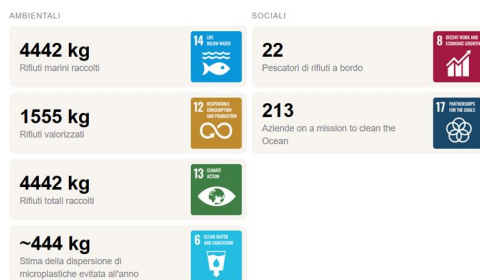 AMBIENTALI
4442 kg
Rifiuti marini raccolti
14 LIFE
BELOW WATER
1555 kg
Rifiuti valorizzati
12 RESPONSIBLE
CONSUMPTION
AND PRODUCTION
4442 kg
Rifiuti totali raccolti
13 CLIMATE
ACTION
~444 kg
Stima della dispersione di
microplastiche evitata all'anno
6 CLEAN WATER
AND SANITATION
SOCIALI
22
Pescatori di rifiuti a bordo
8 DECENT WORK AND
ECONOMIC GROWTH
213
Aziende on a mission to clean the
Ocean
17 PARTNERSHIPS
FOR THE GOALS